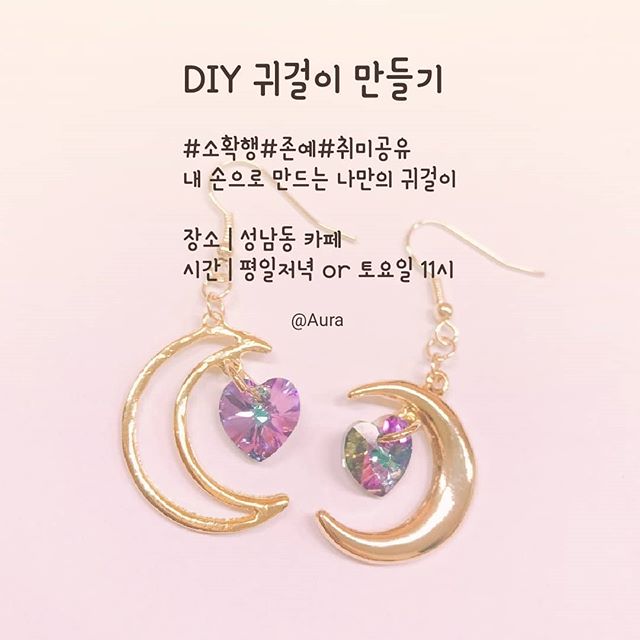 DIY 귀걸이 만들기
#소확행#존예#취미공유
내 손으로 만드는 나만의 귀걸이
장소 | 성남동 카페
시간 | 평일저녁 or 토요일 11시
@Aura